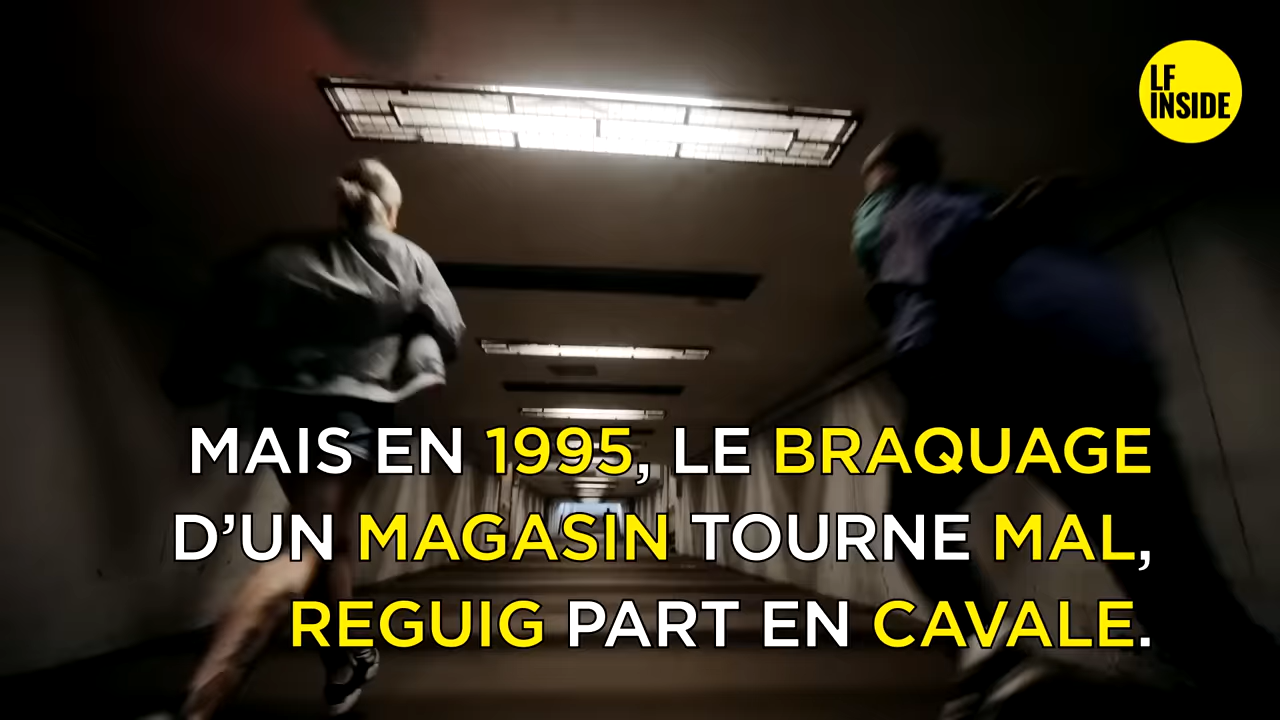 LF
INSIDE
MAIS EN 1995, LE BRAQUAGE
D’UN MAGASIN TOURNE MAL,
REGUIG PART EN CAVALE.